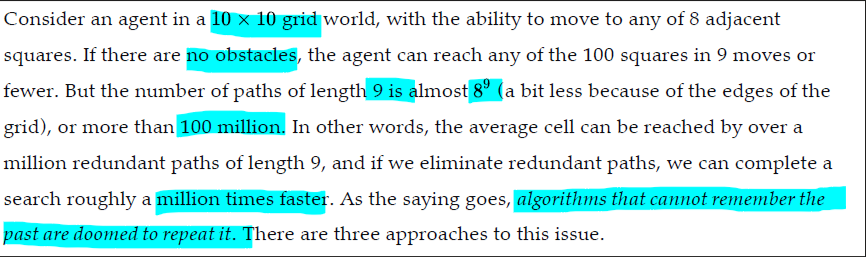 Consider an agent in a 10 × 10 grid world, with the ability to move to any of 8 adjacent
squares. If there are no obstacles, the agent can reach any of the 100 squares in 9 moves or
fewer. But the number of paths of length 9 is almost 8⁹ (a bit less because of the edges of the
grid), or more than 100 million. In other words, the average cell can be reached by over a
million redundant paths of length 9, and if we eliminate redundant paths, we can complete a
search roughly a million times faster. As the saying goes, algorithms that cannot remember the
past are doomed to repeat it. There are three approaches to this issue.